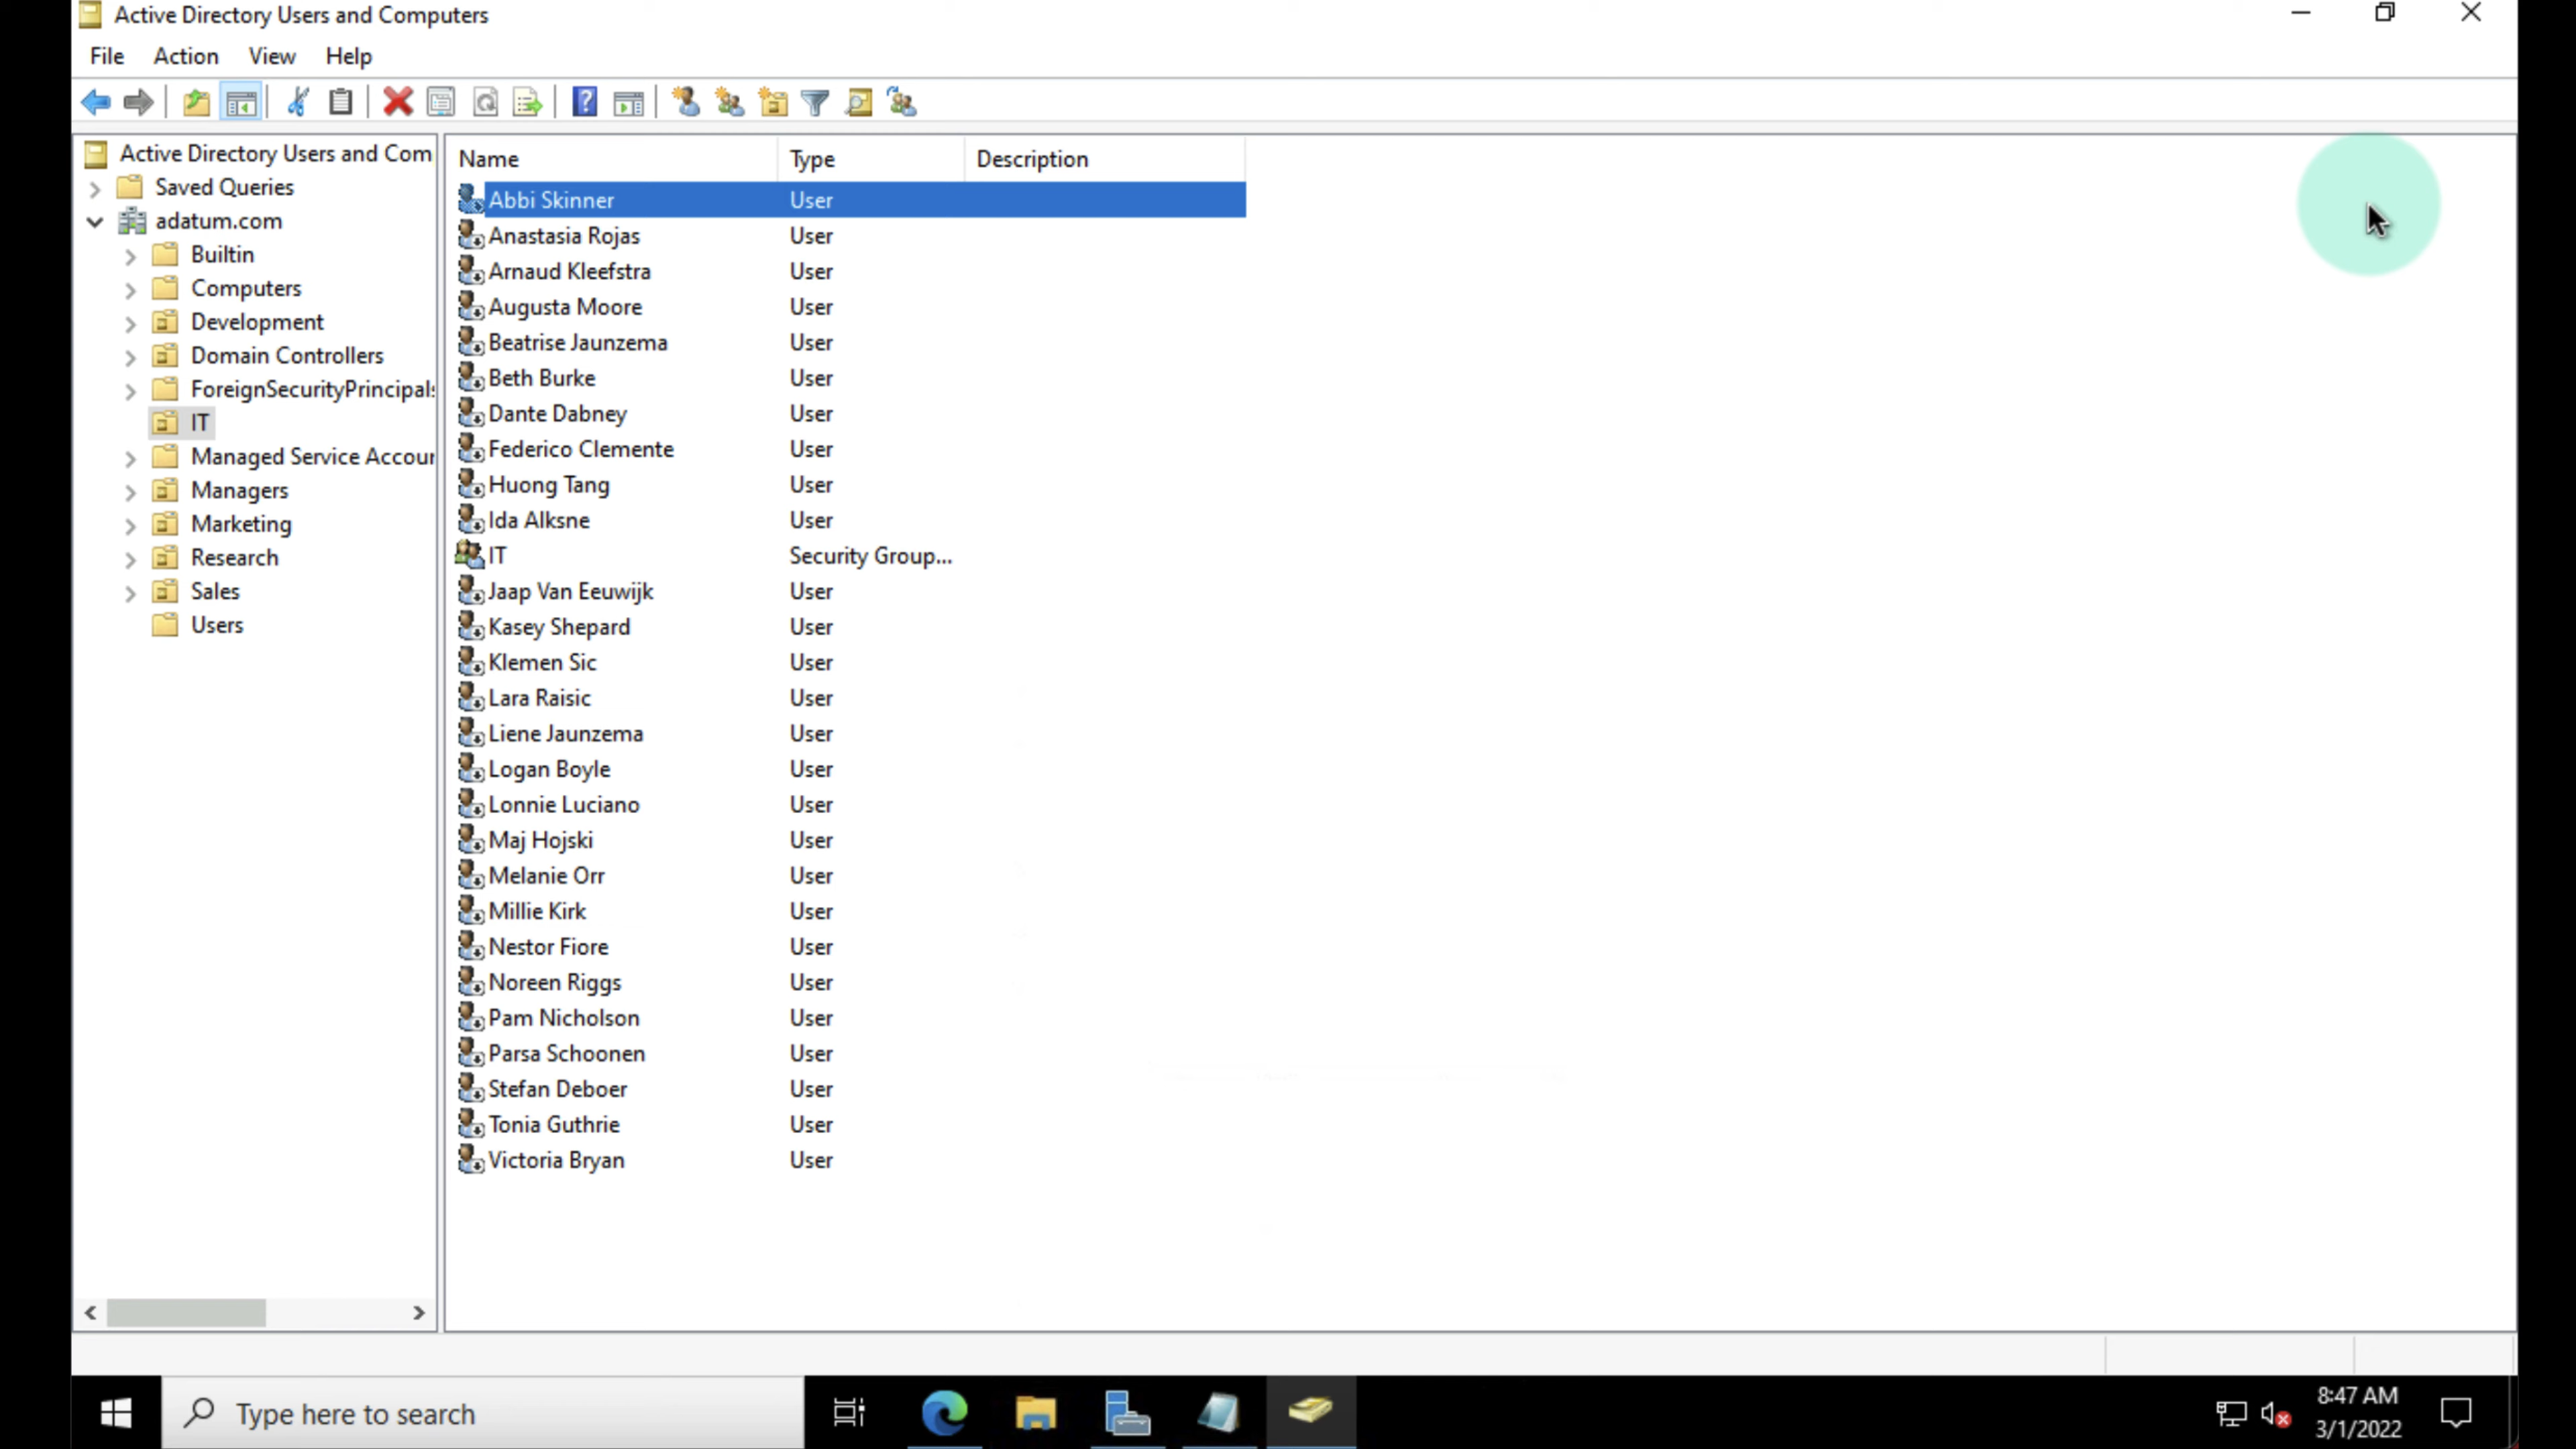 Active Directory Users and Computers
File Action View Help
Active Directory Users and Com
Saved Queries
adatum.com
Builtin
Computers
Development
Domain Controllers
ForeignSecurityPrincipals
IT
Managed Service Accour
Managers
Marketing
Research
Sales
Users
Name Type Description
Abbi Skinner User
Anastasia Rojas User
Arnaud Kleefstra User
Augusta Moore User
Beatrise Jaunzema User
Beth Burke User
Dante Dabney User
Federico Clemente User
Huong Tang User
Ida Alksne User
IT Security Group...
Jaap Van Eeuwijk User
Kasey Shepard User
Klemen Sic User
Lara Raisic User
Liene Jaunzema User
Logan Boyle User
Lonnie Luciano User
Maj Hojski User
Melanie Orr User
Millie Kirk User
Nestor Fiore User
Noreen Riggs User
Pam Nicholson User
Parsa Schoonen User
Stefan Deboer User
Tonia Guthrie User
Victoria Bryan User
Type here to search
8:47 AM
3/1/2022